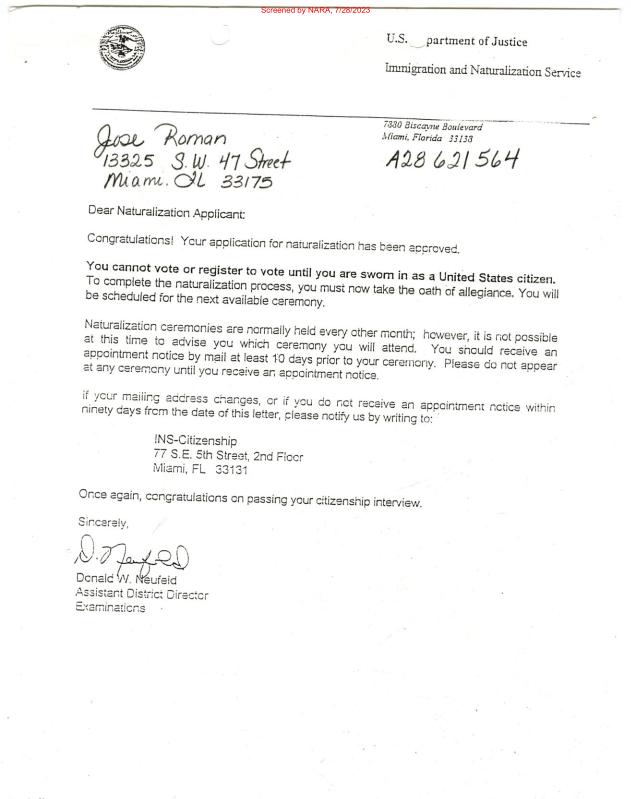 Screened by NARA, 7/28/2023
U.S. partment of Justice
Immigration and Naturalization Service
7880 Biscayne Boulevard
Miami, Florida 33138
Jose Roman
13325 S.W. 47 Street
Miami. FL 33175
A28 621 564
Dear Naturalization Applicant:
Congratulations! Your application for naturalization has been approved.
You cannot vote or register to vote until you are sworn in as a United States citizen.
To complete the naturalization process, you must now take the oath of allegiance. You will
be scheduled for the next available ceremony.
Naturalization ceremonies are normally held every other month; however, it is not possible
at this time to advise you which ceremony you will attend. You should receive an
appointment notice by mail at least 10 days prior to your ceremony. Please do not appear
at any ceremony until you receive an appointment notice.
If your mailing address changes, or if you do not receive an appointment notice within
ninety days from the date of this letter, please notify us by writing to:
INS-Citizenship
77 S.E. 5th Street, 2nd Floor
Miami, FL 33131
Once again, congratulations on passing your citizenship interview.
Sincerely,
D. Neufeld
Donald W. Neufeld
Assistant District Director
Examinations